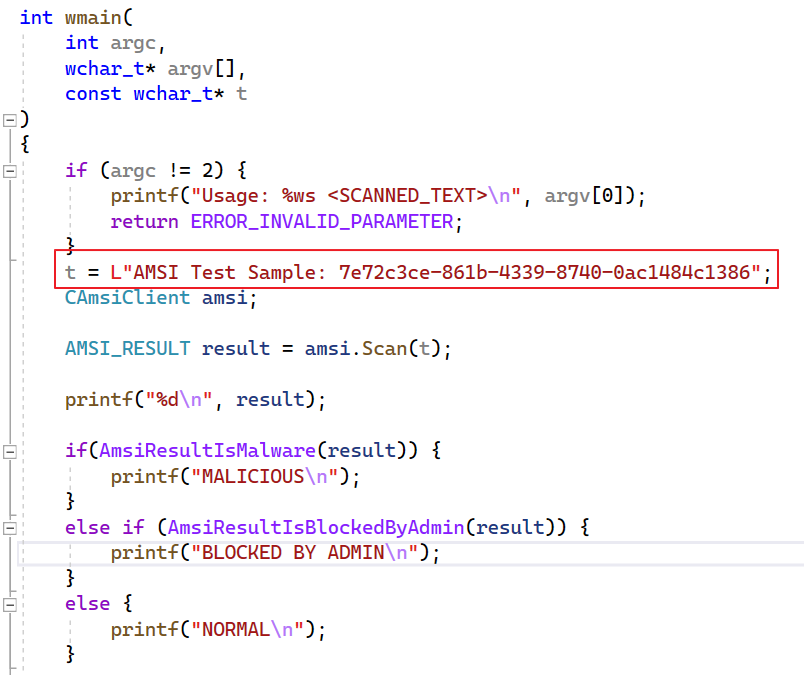 int wmain(
    int argc,
    wchar_t* argv[],
    const wchar_t* t
)
{
    if (argc != 2) {
        printf("Usage: %ws <SCANNED_TEXT>\n", argv[0]);
        return ERROR_INVALID_PARAMETER;
    }
    t = L"AMSI Test Sample: 7e72c3ce-861b-4339-8740-0ac1484c1386";
    CAmsiClient amsi;

    AMSI_RESULT result = amsi.Scan(t);

    printf("%d\n", result);

    if(AmsiResultIsMalware(result)) {
        printf("MALICIOUS\n");
    }
    else if (AmsiResultIsBlockedByAdmin(result)) {
        printf("BLOCKED BY ADMIN\n");
    }
    else {
        printf("NORMAL\n");
    }